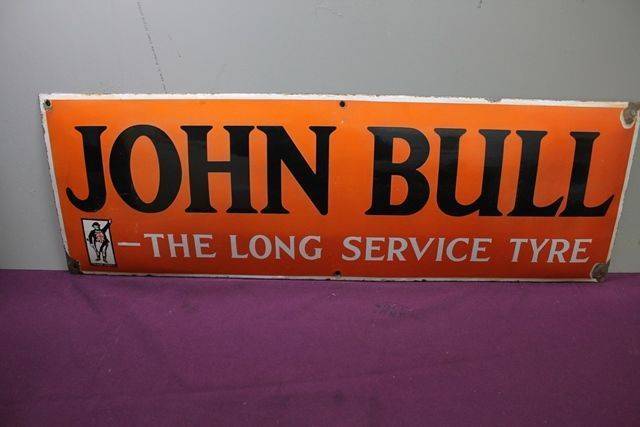 JOHN BULL
—THE LONG SERVICE TYRE